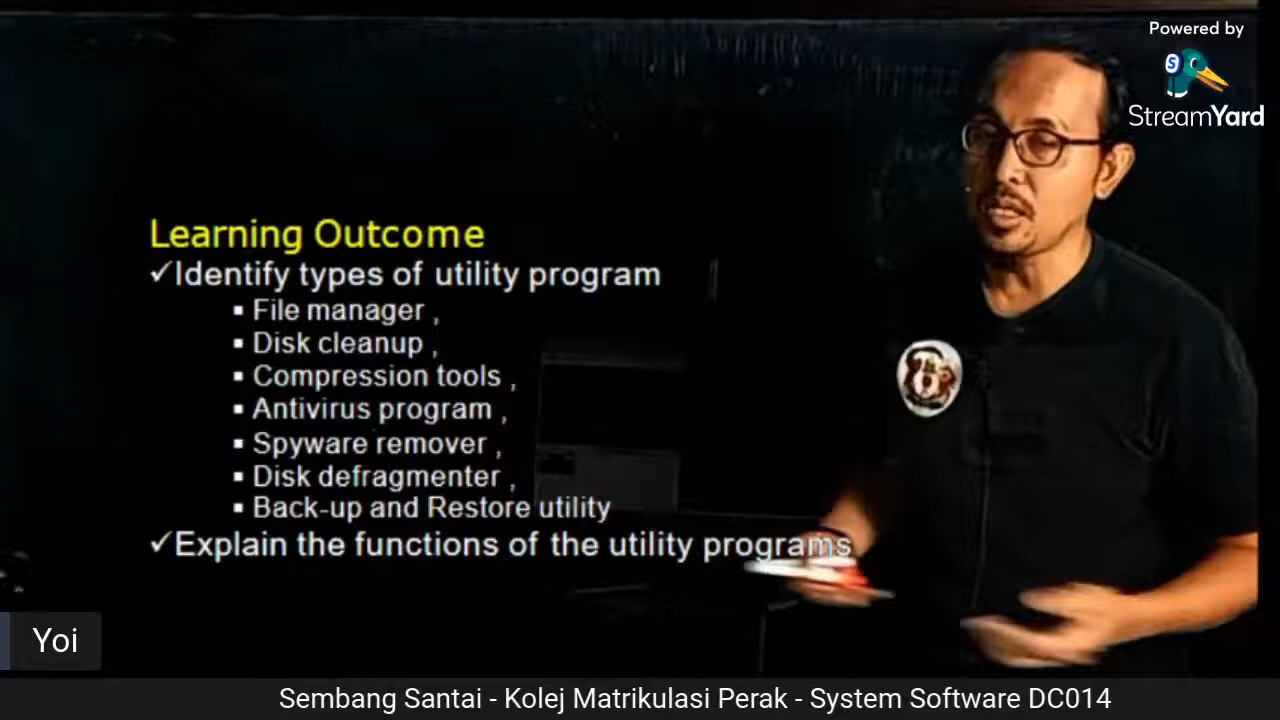 Powered by
StreamYard
Learning Outcome
✓Identify types of utility program
▪ File manager ,
▪ Disk cleanup ,
▪ Compression tools ,
▪ Antivirus program ,
▪ Spyware remover ,
▪ Disk defragmenter ,
▪ Back-up and Restore utility
✓Explain the functions of the utility programs
Yoi
Sembang Santai - Kolej Matrikulasi Perak - System Software DC014